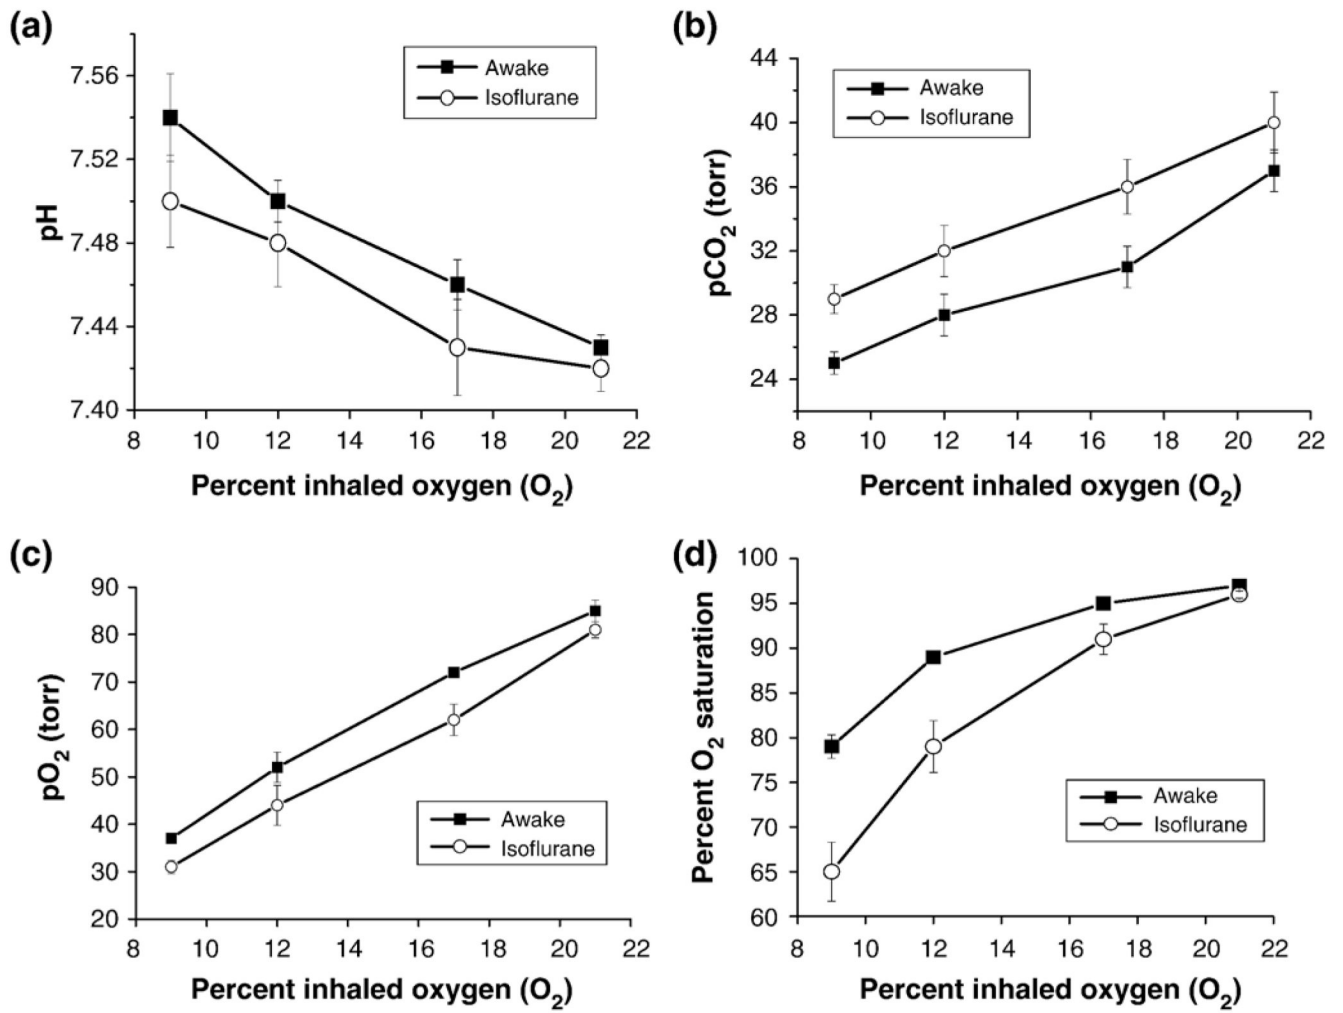 (a)
7.56
7.52
7.48
7.44
7.40
pH
Awake
Isoflurane
8 10 12 14 16 18 20 22
Percent inhaled oxygen (O2)
(b)
44
40
36
32
28
24
pCO2 (torr)
Awake
Isoflurane
8 10 12 14 16 18 20 22
Percent inhaled oxygen (O2)
(c)
90
80
70
60
50
40
30
20
pO2 (torr)
Awake
Isoflurane
8 10 12 14 16 18 20 22
Percent inhaled oxygen (O2)
(d)
100
95
90
85
80
75
70
65
60
Percent O2 saturation
Awake
Isoflurane
8 10 12 14 16 18 20 22
Percent inhaled oxygen (O2)